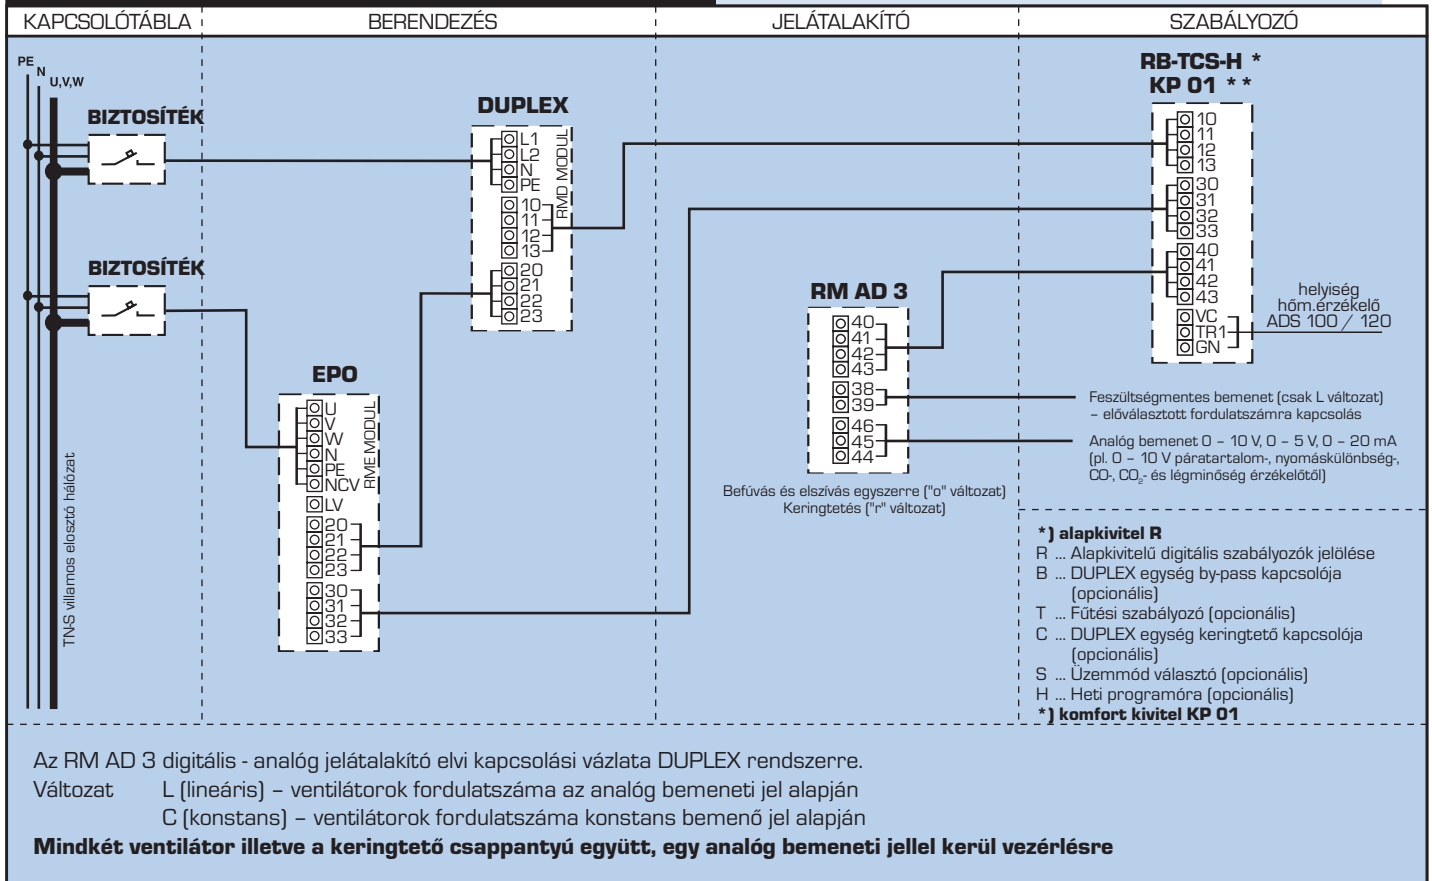 KAPCSOLÓTÁBLA
BERENDEZÉS
JELÁTALAKÍTÓ
SZABÁLYOZÓ
PE
N
U,V,W
BIZTOSÍTÉK
BIZTOSÍTÉK
TN-S villamos elosztó hálózat
DUPLEX
L1
L2
N
PE
RMD MODUL
10
11
12
13
20
21
22
23
EPO
U
V
W
N
PE
NCV
RME MODUL
LV
20
21
22
23
30
31
32
33
RM AD 3
40
41
42
43
38
39
46
45
44
Befúvás és elszívás egyszerre ("o" változat)
Keringtetés ("r" változat)
RB-TCS-H *
KP 01 * *
10
11
12
13
30
31
32
33
40
41
42
43
VC
TR1
GN
helyiség
hőm.érzékelő
ADS 100 / 120
Feszültségmentes bemenet (csak L változat)
– előválasztott fordulatszámra kapcsolás
Analóg bemenet 0 – 10 V, 0 – 5 V, 0 – 20 mA
(pl. 0 – 10 V páratartalom-, nyomáskülönbség-,
CO-, CO₂- és légminőség érzékelőtől)
*) alapkivitel R
R ... Alapkivitelű digitális szabályozók jelölése
B ... DUPLEX egység by-pass kapcsolója
(opcionális)
T ... Fűtési szabályozó (opcionális)
C ... DUPLEX egység keringtető kapcsolója
(opcionális)
S ... Üzemmód választó (opcionális)
H ... Heti programóra (opcionális)
*) komfort kivitel KP 01
Az RM AD 3 digitális - analóg jelátalakító elvi kapcsolási vázlata DUPLEX rendszerre.
Változat L (lineáris) – ventilátorok fordulatszáma az analóg bemeneti jel alapján
C (konstans) – ventilátorok fordulatszáma konstans bemenő jel alapján
Mindkét ventilátor illetve a keringtető csappantyú együtt, egy analóg bemeneti jellel kerül vezérlésre